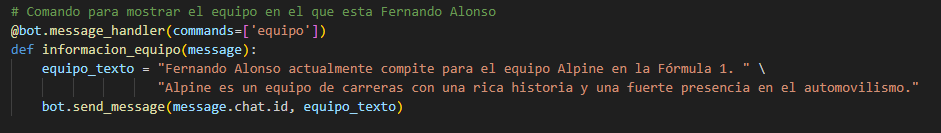 # Comando para mostrar el equipo en el que esta Fernando Alonso
@bot.message_handler(commands=['equipo'])
def informacion_equipo(message):
    equipo_texto = "Fernando Alonso actualmente compite para el equipo Alpine en la Fórmula 1. " \
                   "Alpine es un equipo de carreras con una rica historia y una fuerte presencia en el automovilismo."
    bot.send_message(message.chat.id, equipo_texto)